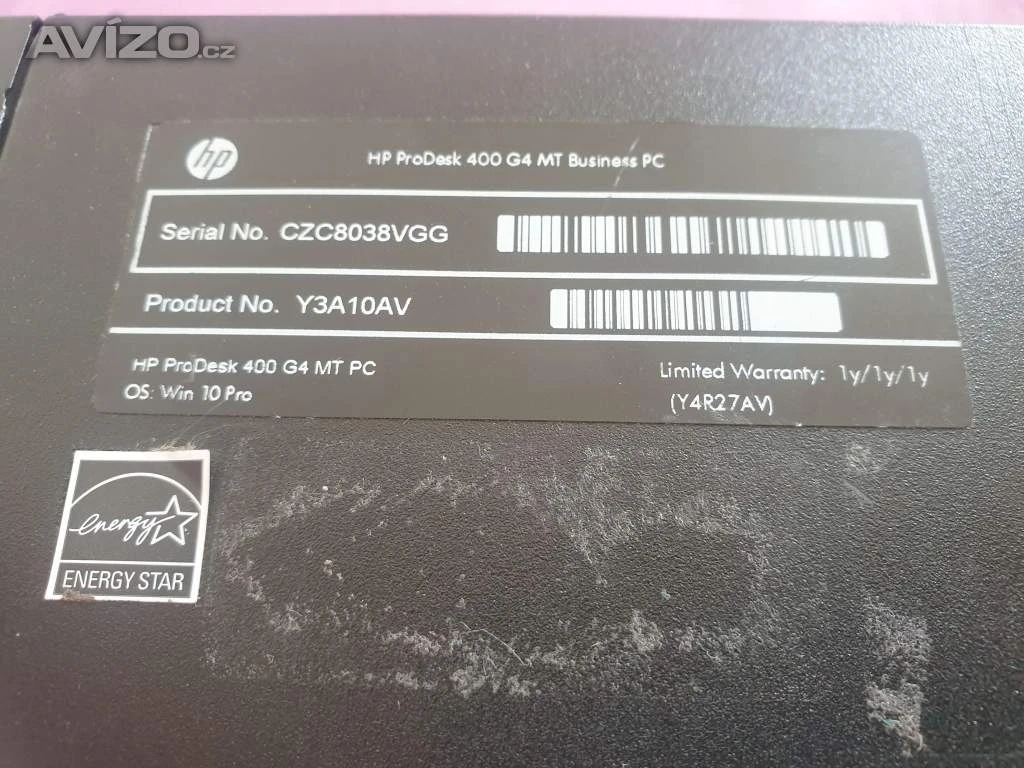 AVÍZO.cz
hp
HP ProDesk 400 G4 MT Business PC
Serial No. CZC8038VGG
Product No. Y3A10AV
HP ProDesk 400 G4 MT PC
OS: Win 10 Pro
Limited Warranty: 1y/1y/1y
(Y4R27AV)
energy
ENERGY STAR